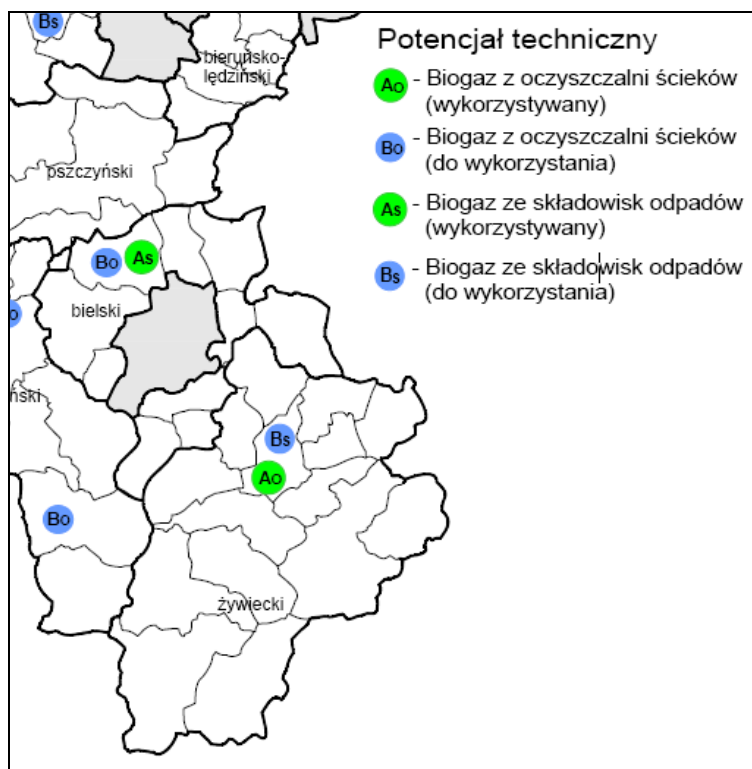 Bs
bieruńsko-
lędziński
pszczyński
Bo
As
bielski
o
ński
Bs
Ao
Bo
żywiecki
Potencjał techniczny
Ao - Biogaz z oczyszczalni ścieków
(wykorzystywany)
Bo - Biogaz z oczyszczalni ścieków
(do wykorzystania)
As - Biogaz ze składowisk odpadów
(wykorzystywany)
Bs - Biogaz ze składowisk odpadów
(do wykorzystania)